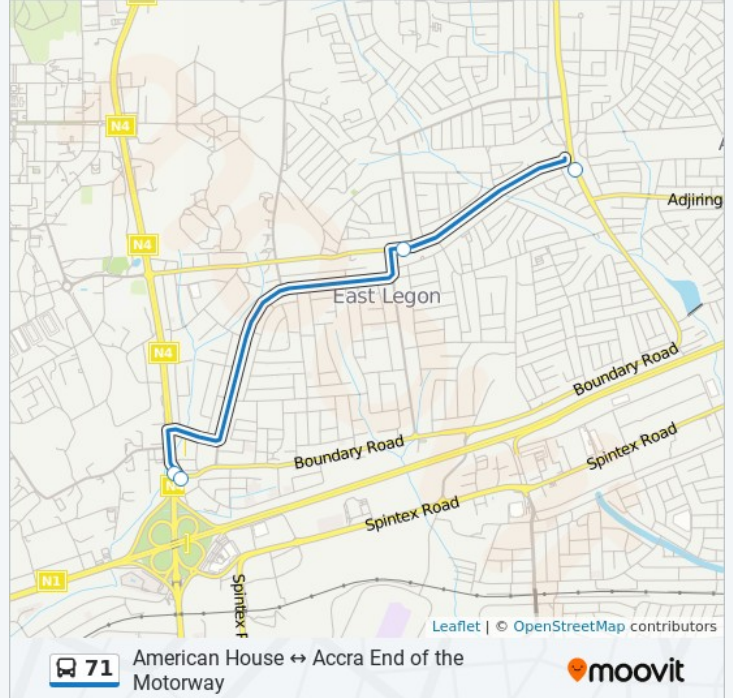 N4
Adjiring
N4
East Legon
N4
Boundary Road
Boundary Road
Spintex Road
Spintex Road
N1
Spintex
Leaflet | © OpenStreetMap contributors
71
American House ↔ Accra End of the
Motorway
moovit